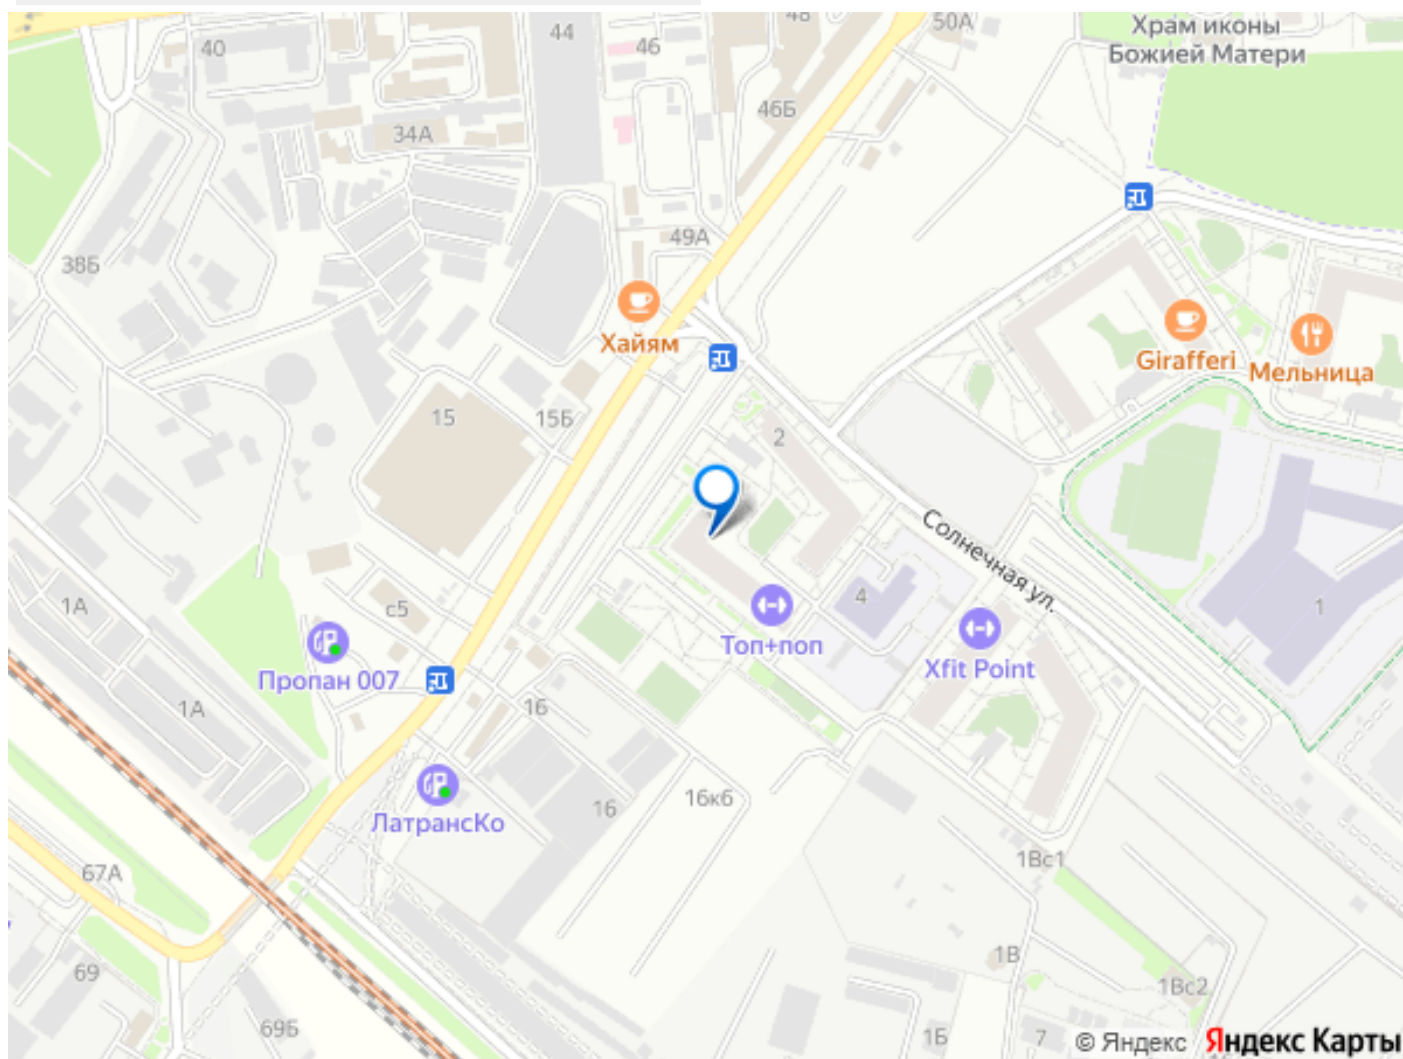 40
44
46
48
50А
Храм иконы
Божией Матери
46Б
34А
38Б
49А
Хайям
Girafferi
Мельница
15
15Б
2
Солнечная ул.
1А
с5
4
1
Топ+поп
Xfit Point
Пропан 007
1А
16
ЛатрансКо
16
16к6
1Вс1
67А
69
1В
1Вс2
69Б
1Б
7
© Яндекс
Яндекс Карты